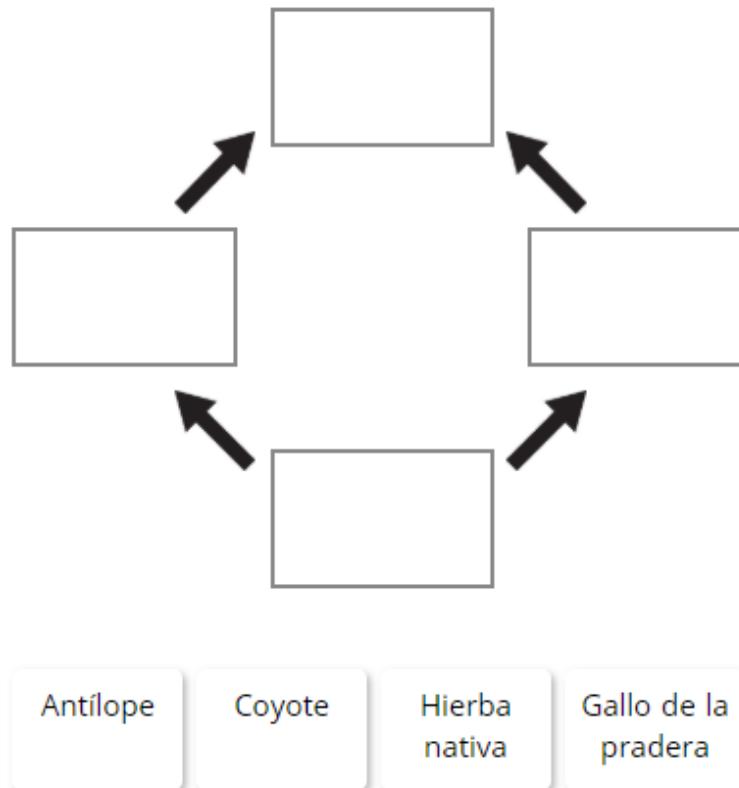 Antílope
Coyote
Hierba
nativa
Gallo de la
pradera